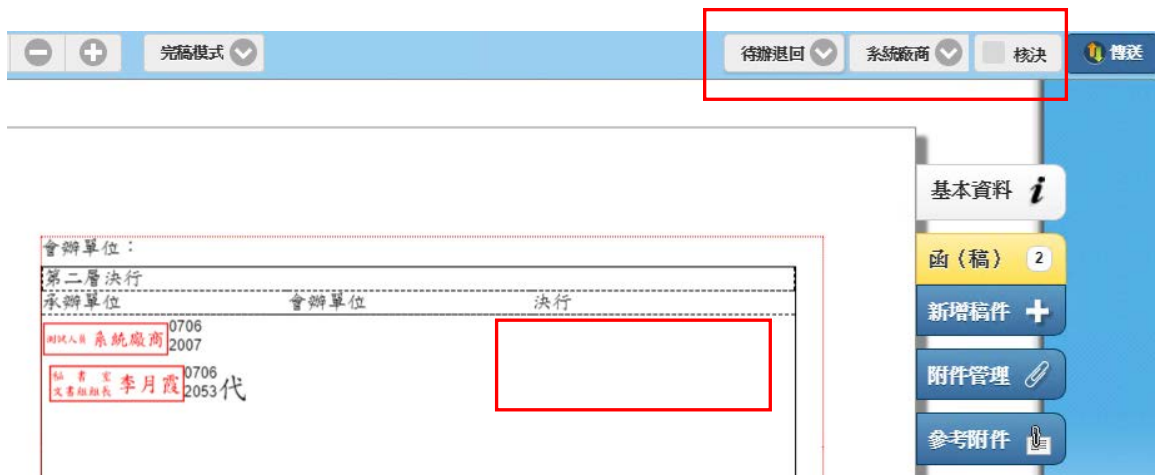 完稿模式
待辦退回 系統廠商 核決 傳送
基本資料
函（稿） 2
新增稿件
附件管理
參考附件
會辦單位：
第二層決行
承辦單位 會辦單位 決行
測試人員 系統廠商 0706
2007
秘書室
文書組組長 李月霞 0706
2053 代